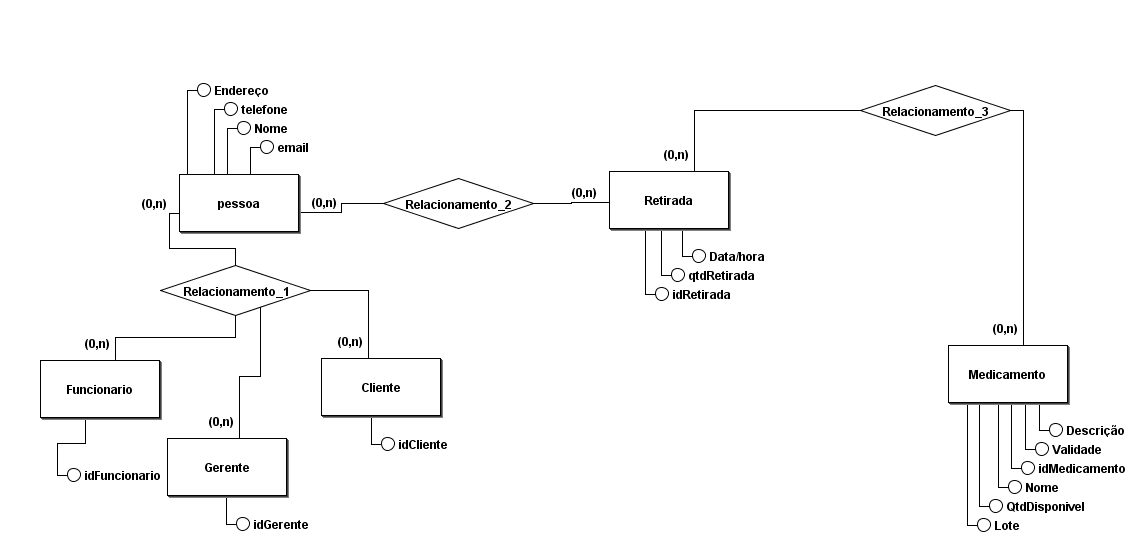 Endereço
telefone
Nome
email
(0,n)
pessoa
(0,n)
Relacionamento_2
(0,n)
Retirada
(0,n)
Relacionamento_3
Data/hora
qtdRetirada
idRetirada
Relacionamento_1
(0,n)
(0,n)
(0,n)
(0,n)
Funcionario
Cliente
Medicamento
idFuncionario
Gerente
idCliente
idGerente
Descrição
Validade
idMedicamento
Nome
QtdDisponivel
Lote